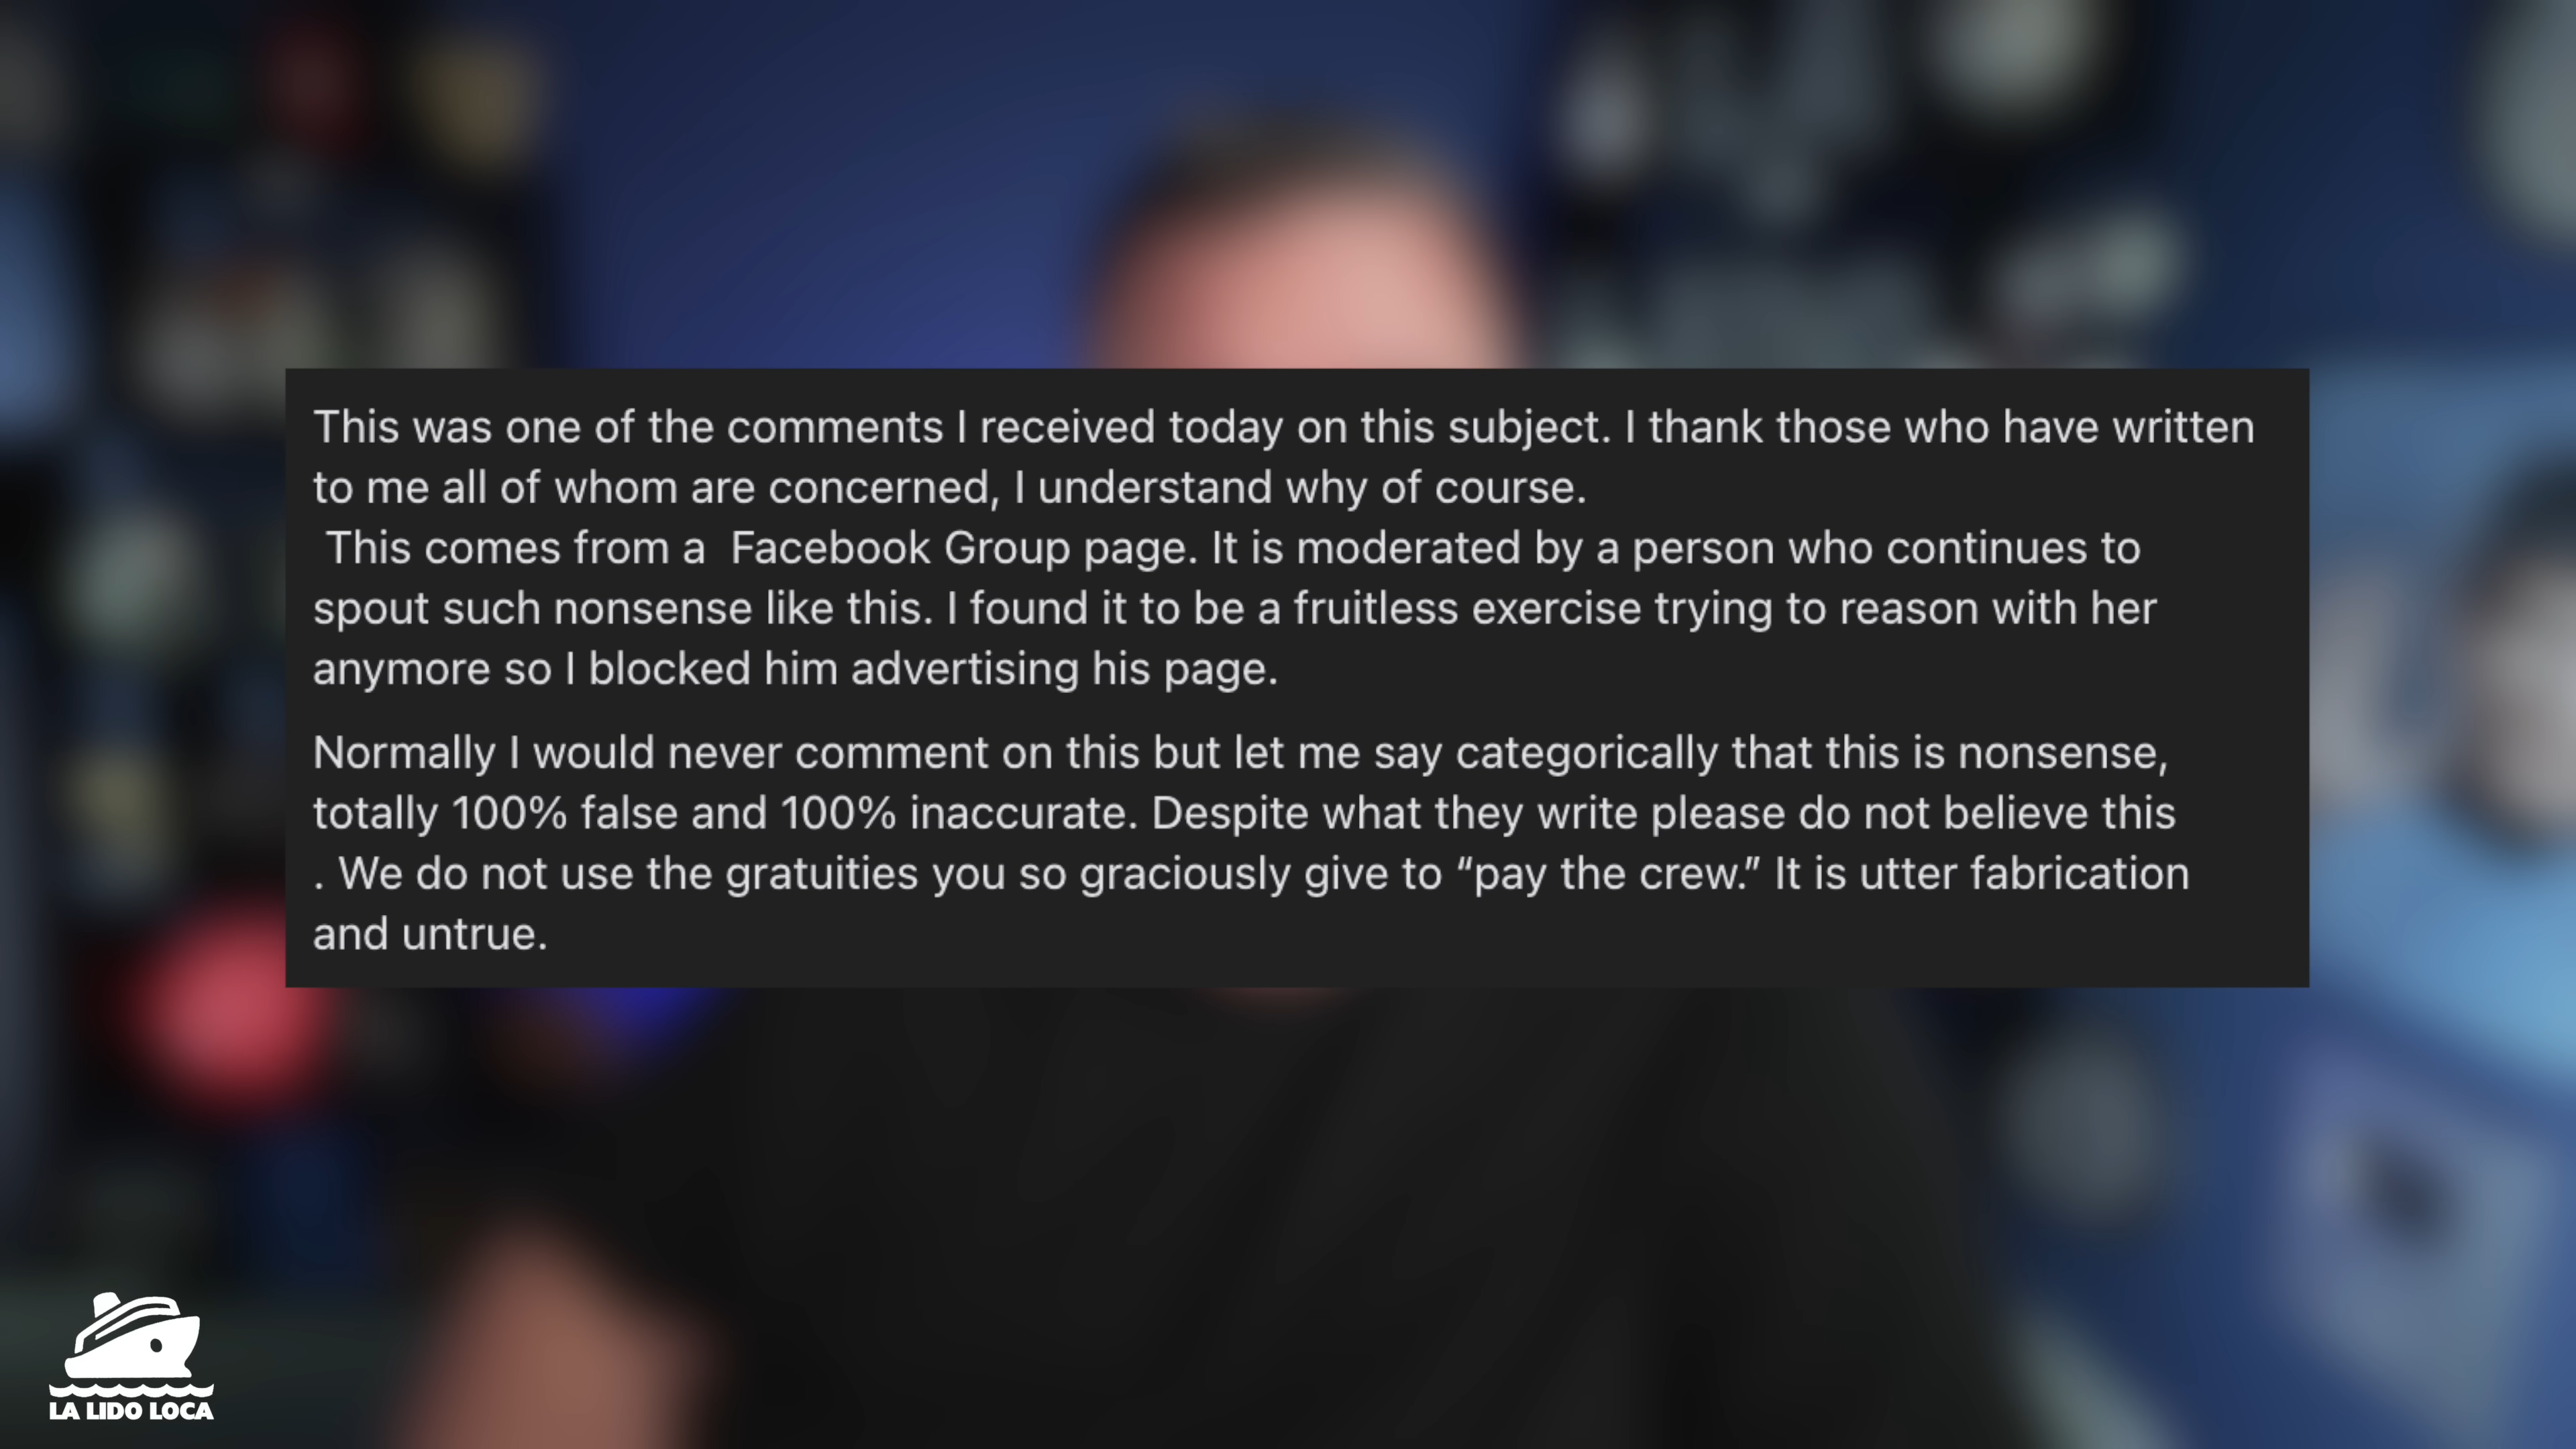 This was one of the comments I received today on this subject. I thank those who have written
to me all of whom are concerned, I understand why of course.
This comes from a  Facebook Group page. It is moderated by a person who continues to
spout such nonsense like this. I found it to be a fruitless exercise trying to reason with her
anymore so I blocked him advertising his page.
Normally I would never comment on this but let me say categorically that this is nonsense,
totally 100% false and 100% inaccurate. Despite what they write please do not believe this
. We do not use the gratuities you so graciously give to “pay the crew.” It is utter fabrication
and untrue.
LA LIDO LOCA